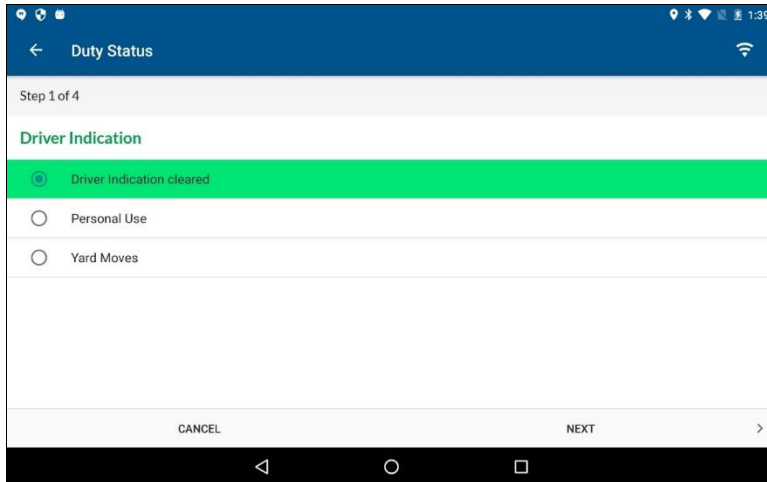 1:39
Duty Status
Step 1 of 4
Driver Indication
Driver Indication cleared
Personal Use
Yard Moves
CANCEL NEXT